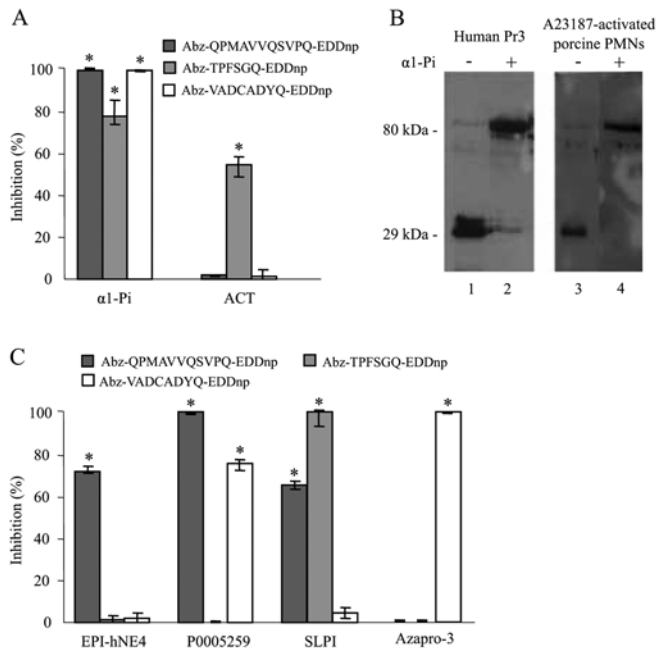 A
Abz-QPMAVVQSVPQ-EDDnp
Abz-TPFSGQ-EDDnp
Abz-VADCADYQ-EDDnp
Inhibition (%)
100
80
60
40
20
0
*
*
*
*
α1-Pi
ACT
B
Human Pr3
A23187-activated
porcine PMNs
α1-Pi
-
+
-
+
80 kDa -
29 kDa -
1
2
3
4
C
Abz-QPMAVVQSVPQ-EDDnp
Abz-TPFSGQ-EDDnp
Abz-VADCADYQ-EDDnp
Inhibition (%)
100
80
60
40
20
0
*
*
*
*
*
*
EPI-hNE4
P0005259
SLPI
Azapro-3